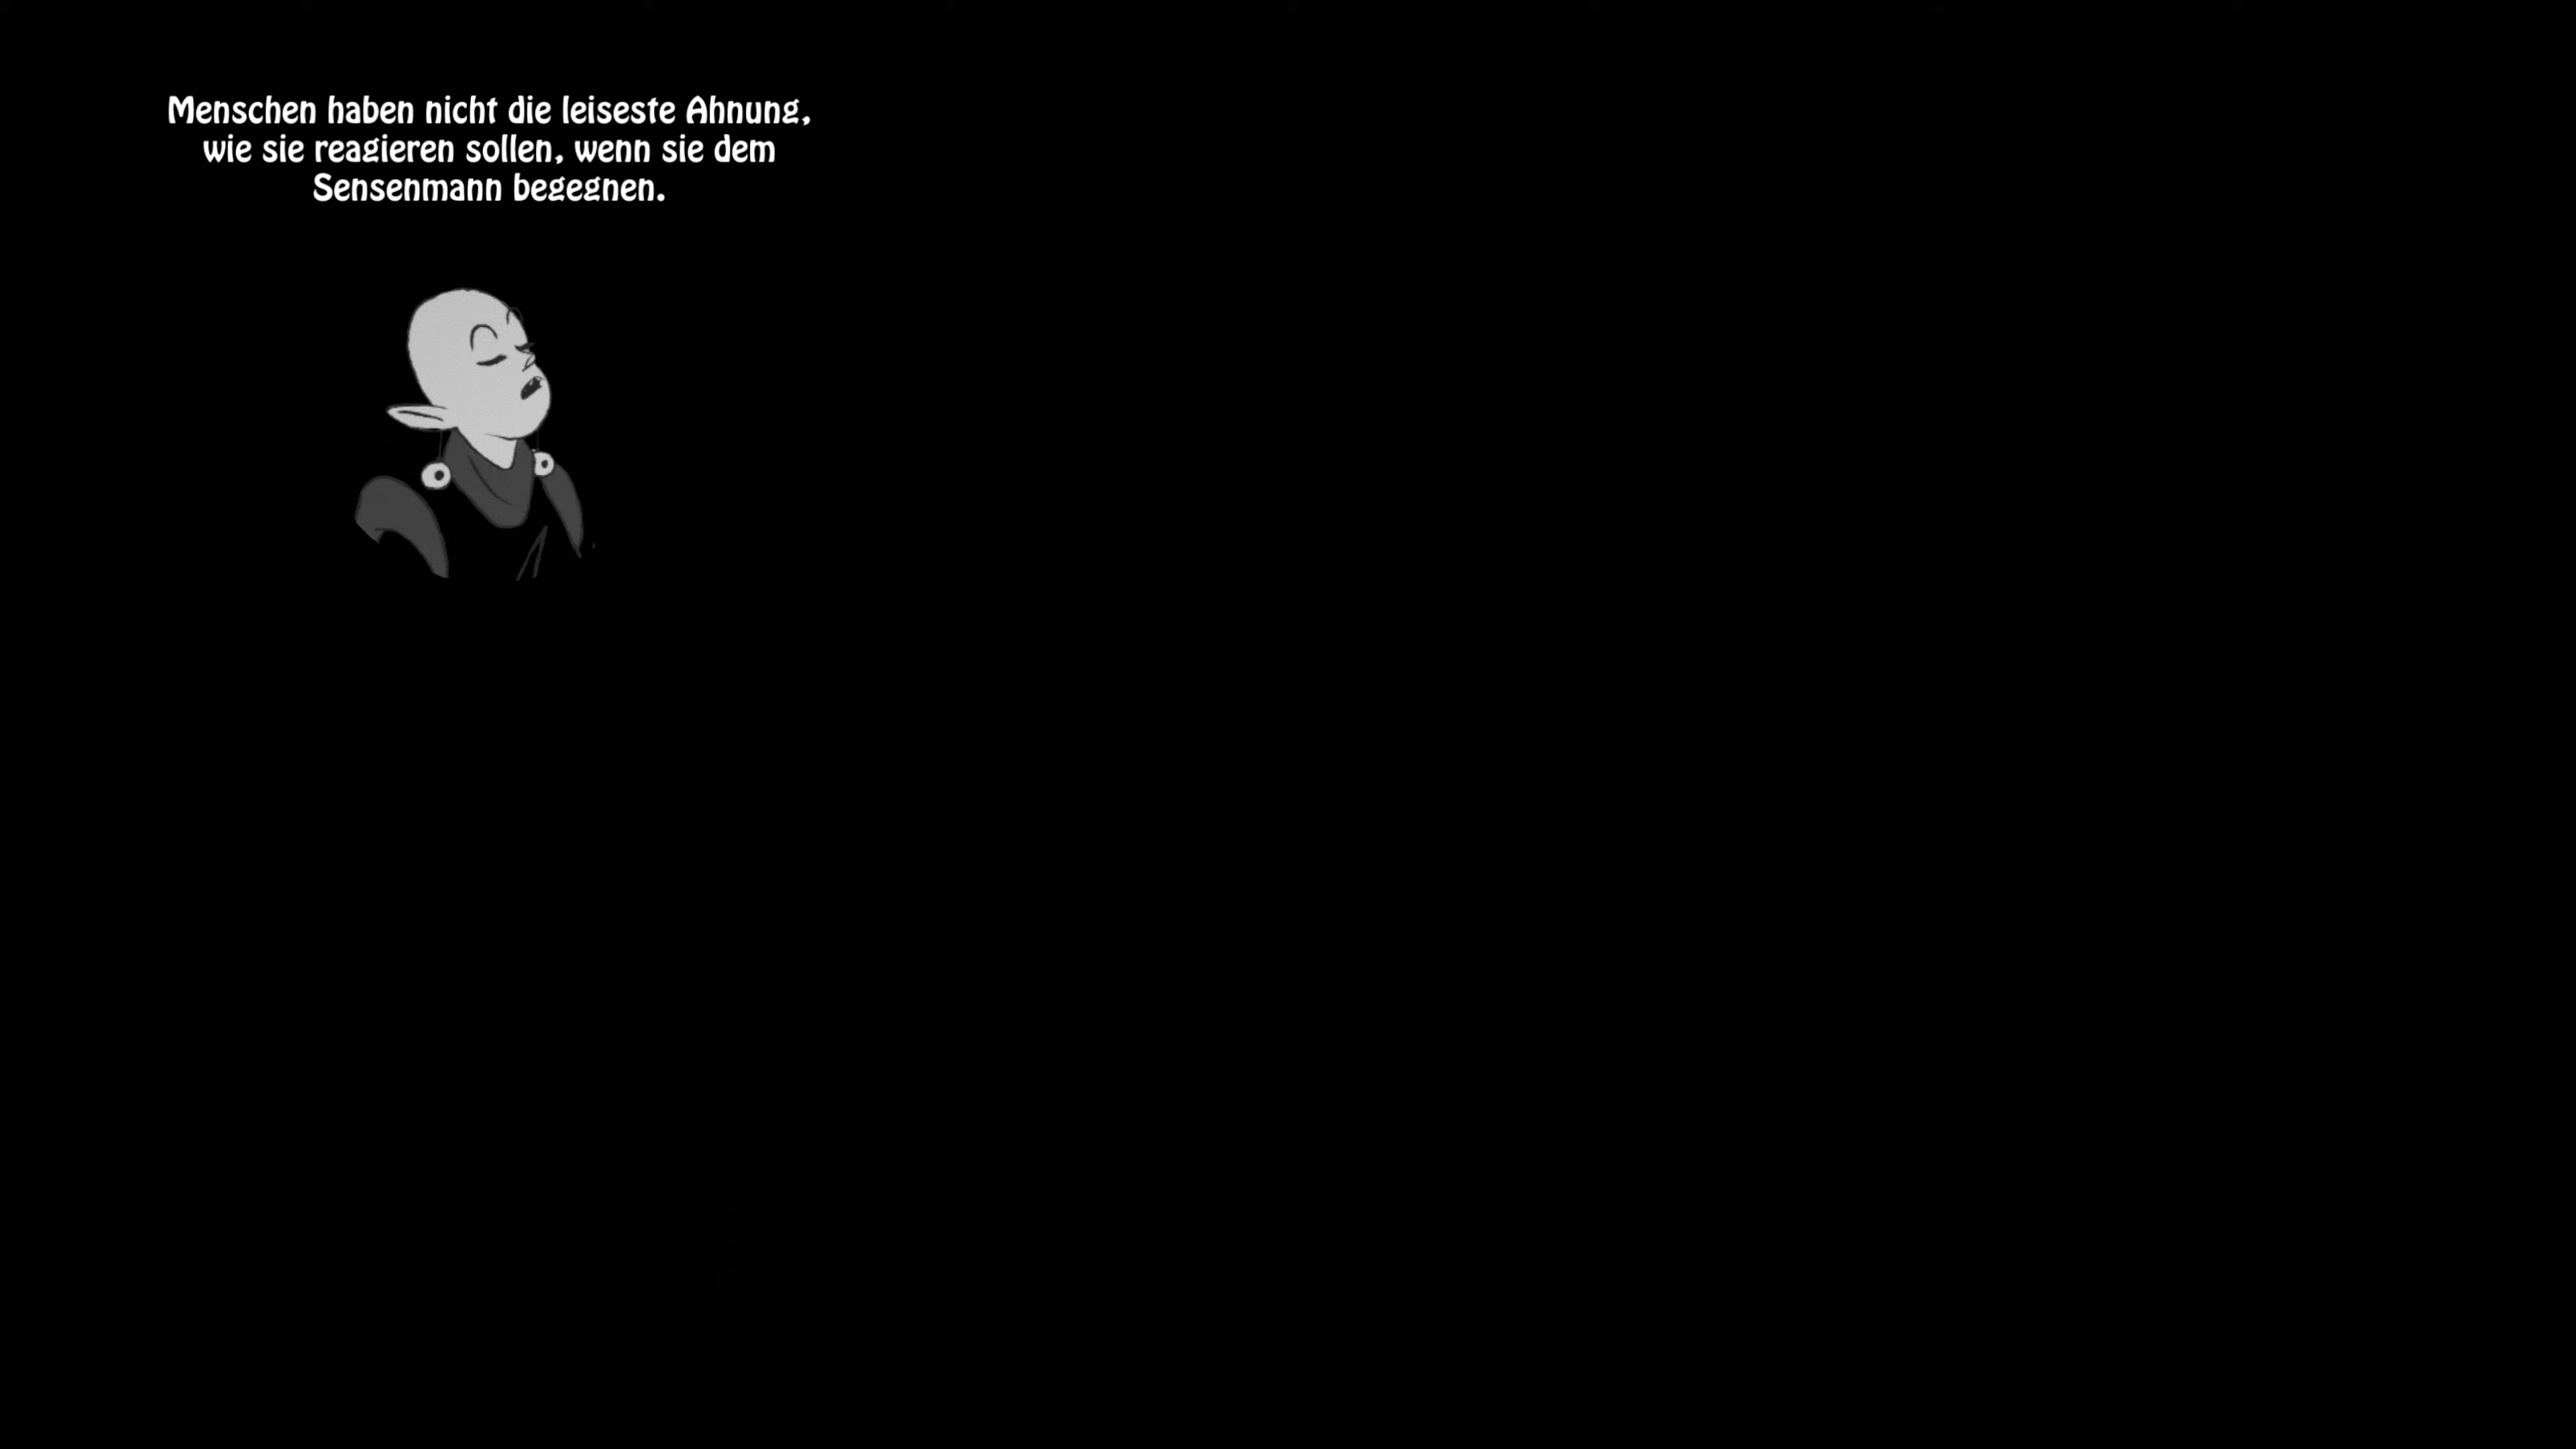 Menschen haben nicht die leiseste Ahnung,
wie sie reagieren sollen, wenn sie dem
Sensenmann begegnen.